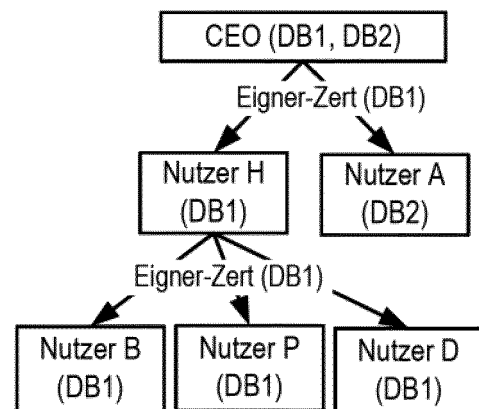 CEO (DB1, DB2)
Eigner-Zert (DB1)
Nutzer H
(DB1)
Nutzer A
(DB2)
Eigner-Zert (DB1)
Nutzer B
(DB1)
Nutzer P
(DB1)
Nutzer D
(DB1)